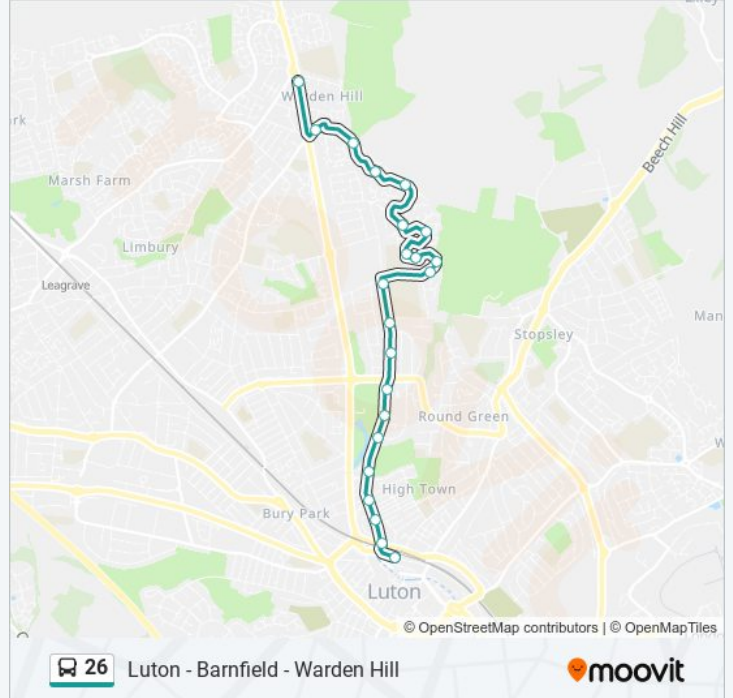 Warden Hill
rk
Marsh Farm
Beech Hill
Limbury
Leagrave
Man
Stopsley
Round Green
High Town
Bury Park
Luton
© OpenStreetMap contributors | © OpenMapTiles
26 Luton - Barnfield - Warden Hill
moovit